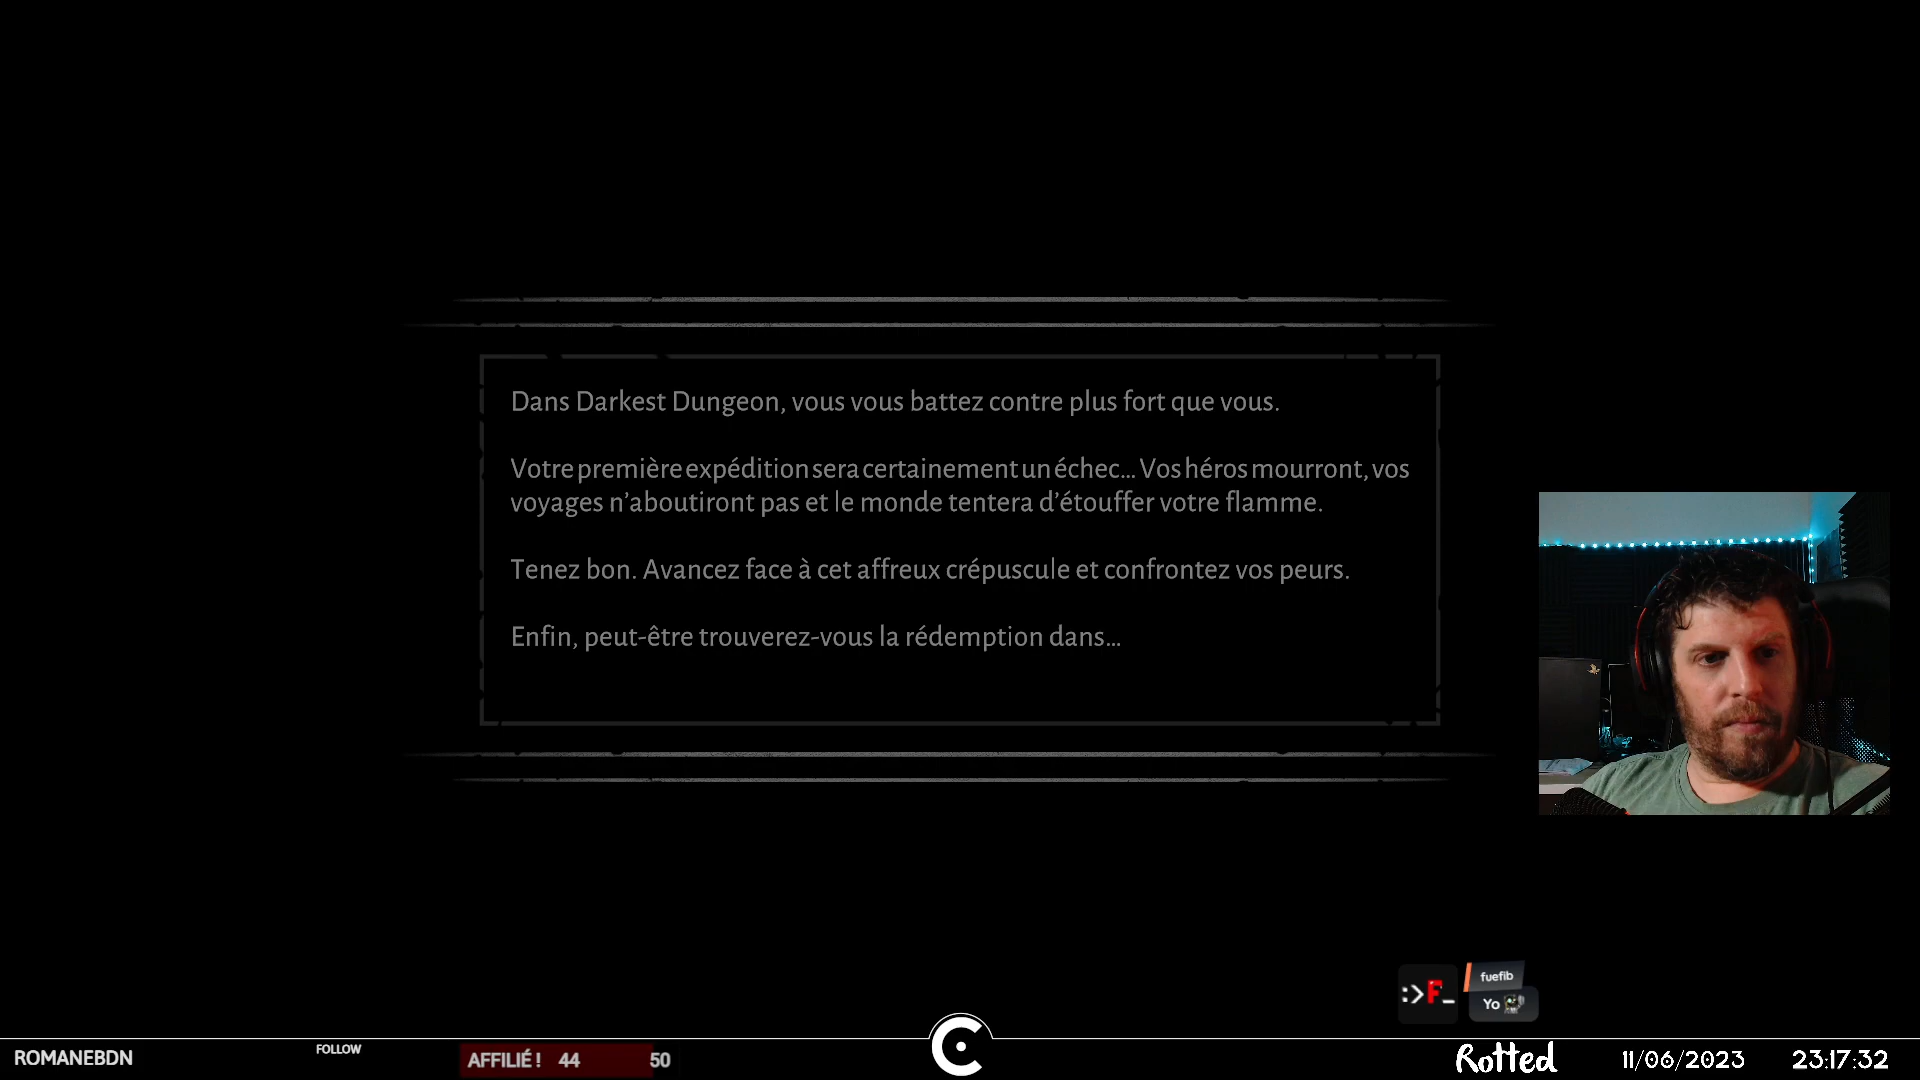 Dans Darkest Dungeon, vous vous battez contre plus fort que vous.
Votre première expédition sera certainement un échec... Vos héros mourront, vos
voyages n’aboutiront pas et le monde tentera d’étouffer votre flamme.
Tenez bon. Avancez face à cet affreux crépuscule et confrontez vos peurs.
Enfin, peut-être trouverez-vous la rédemption dans...
:>F_
fuefib
Yo
ROMANEBDN
FOLLOW
AFFILIÉ ! 44 50
Rotted
11/06/2023
23:17:32